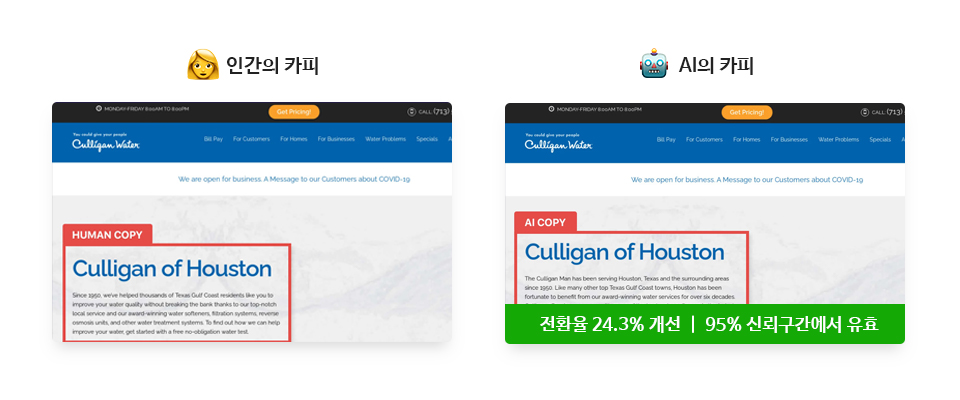 인간의 카피
MONDAY-FRIDAY 8:00AM TO 8:00PM
Get Pricing!
CALL: (713)
You could give your people
Culligan Water
Bill Pay For Customers For Homes For Businesses Water Problems Specials A
We are open for business. A Message to our Customers about COVID-19
HUMAN COPY
Culligan of Houston
Since 1950, we've helped thousands of Texas Gulf Coast residents like you to
improve your water quality without breaking the bank thanks to our top-notch
local service and our award-winning water softeners, filtration systems, reverse
osmosis units, and other water treatment systems. To find out how we can help
improve your water, get started with a free no-obligation water test.
AI의 카피
MONDAY-FRIDAY 8:00AM TO 8:00PM
Get Pricing!
CALL: (713)
You could give your people
Culligan Water
Bill Pay For Customers For Homes For Businesses Water Problems Specials A
We are open for business. A Message to our Customers about COVID-19
AI COPY
Culligan of Houston
The Culligan Man has been serving Houston, Texas and the surrounding areas
since 1950. Like many other top Texas Gulf Coast towns, Houston has been
fortunate to benefit from our award-winning water services for over six decades
전환율 24.3% 개선 | 95% 신뢰구간에서 유효